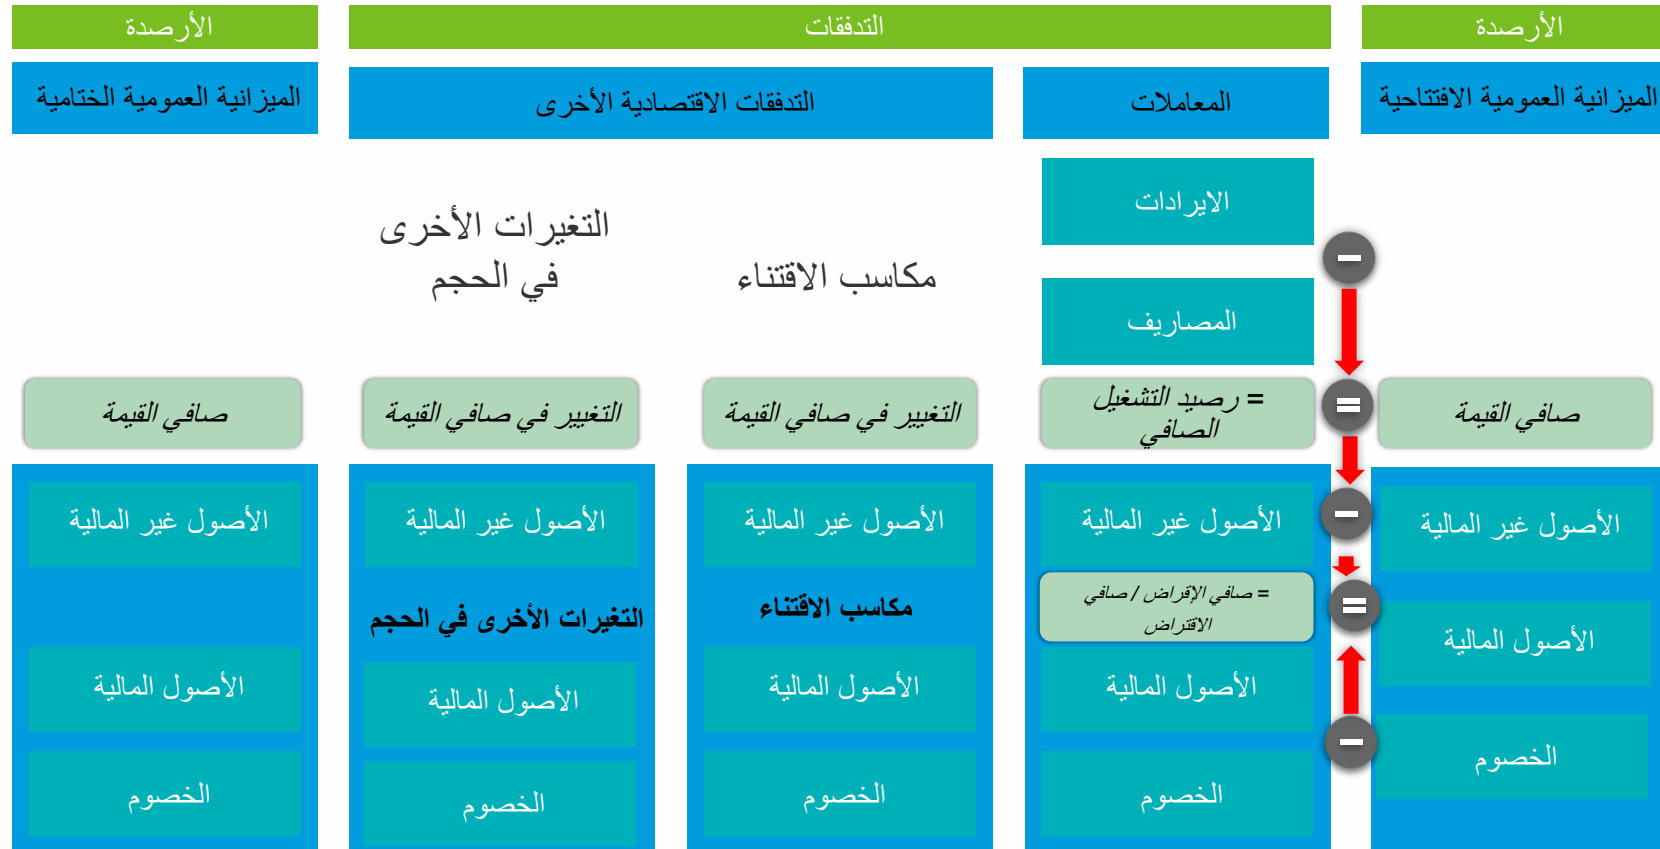 الأرصدة
التدفقات
الأرصدة
الميزانية العمومية الافتتاحية
المعاملات
التدفقات الاقتصادية الأخرى
الميزانية العمومية الختامية
الايرادات
المصاريف
مكاسب الاقتناء
التغيرات الأخرى
في الحجم
صافي القيمة
= رصيد التشغيل
الصافي
التغيير في صافي القيمة
التغيير في صافي القيمة
صافي القيمة
الأصول غير المالية
الأصول غير المالية
الأصول غير المالية
الأصول غير المالية
الأصول غير المالية
= صافي الإقراض / صافي
الاقتراض
مكاسب الاقتناء
التغيرات الأخرى في الحجم
الأصول المالية
الأصول المالية
الأصول المالية
الأصول المالية
الأصول المالية
الخصوم
الخصوم
الخصوم
الخصوم
الخصوم